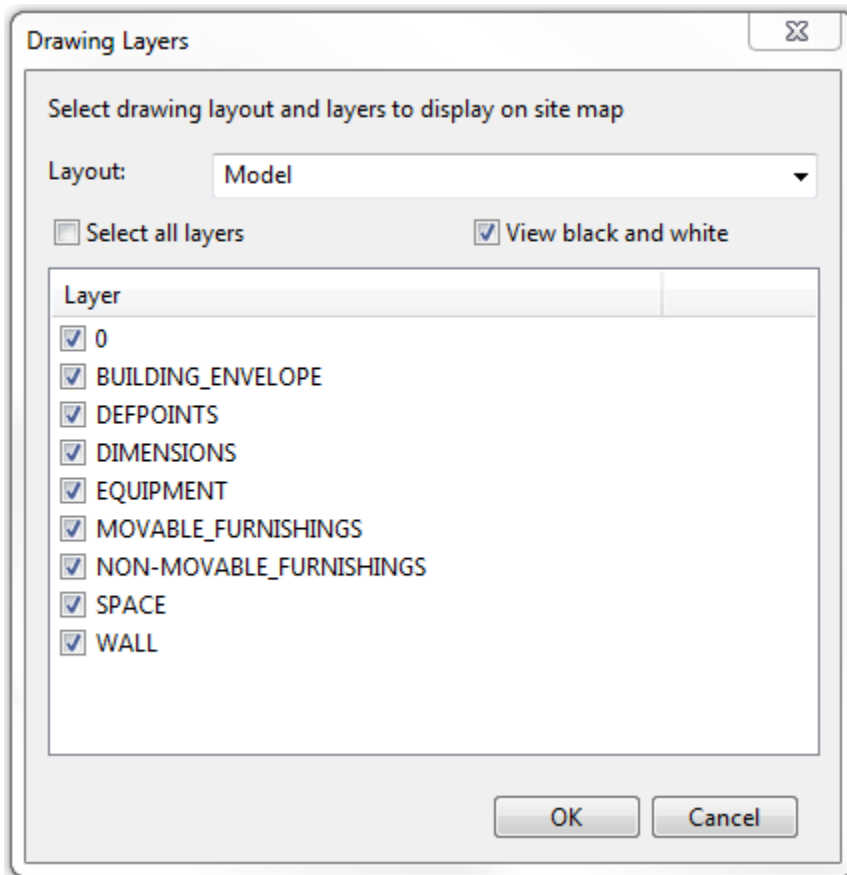 Drawing Layers
Select drawing layout and layers to display on site map
Layout: Model
Select all layers View black and white
Layer
0
BUILDING_ENVELOPE
DEFPOINTS
DIMENSIONS
EQUIPMENT
MOVABLE_FURNISHINGS
NON-MOVABLE_FURNISHINGS
SPACE
WALL
OK Cancel